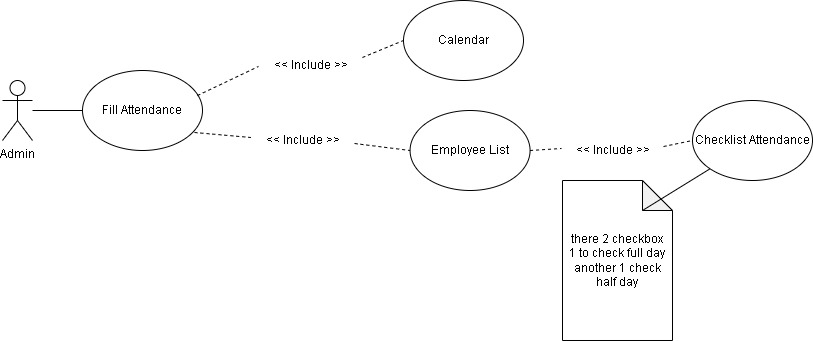 Calendar
<< Include >>
Fill Attendance
Admin
<< Include >>
Employee List
<< Include >>
Checklist Attendance
there 2 checkbox
1 to check full day
another 1 check
half day